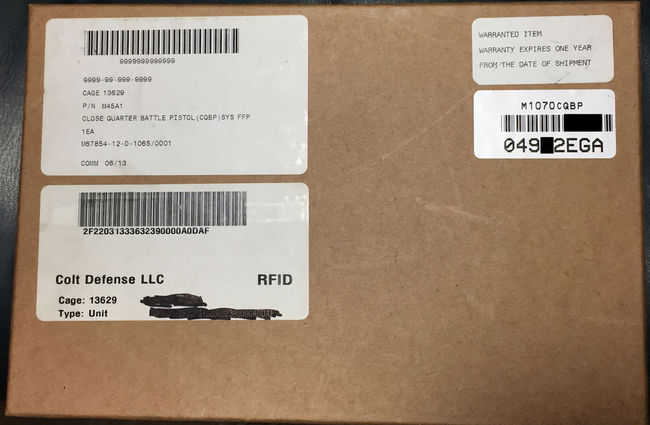 9999999999999
9999-99-999-9999
CAGE 13629
P/N M45A1
CLOSE QUARTER BATTLE PISTOL(CQBP)SYS FFP
1EA
M67854-12-D-1065/0001
COMM 06/13
WARRANTED ITEM
WARRANTY EXPIRES ONE YEAR
FROM THE DATE OF SHIPMENT
M1070CQBP
049 2EGA
2F22031333632390000A0DAF
Colt Defense LLC RFID
Cage: 13629
Type: Unit